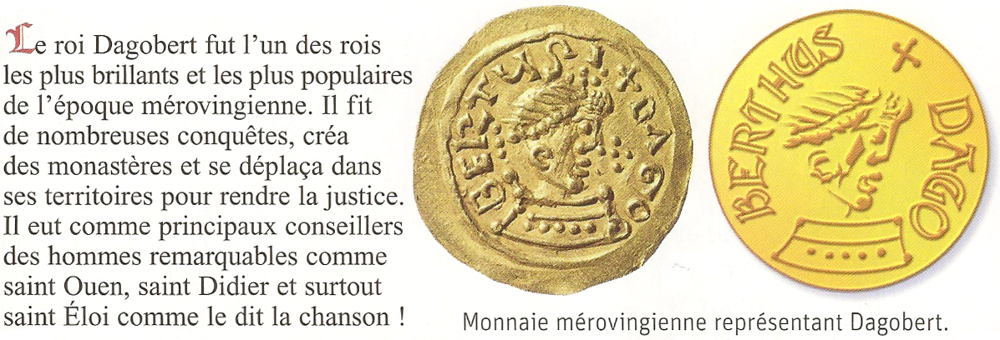 Le roi Dagobert fut l’un des rois
les plus brillants et les plus populaires
de l’époque mérovingienne. Il fit
de nombreuses conquêtes, créa
des monastères et se déplaça dans
ses territoires pour rendre la justice.
Il eut comme principaux conseillers
des hommes remarquables comme
saint Ouen, saint Didier et surtout
saint Éloi comme le dit la chanson !
BERTUS + DAGO
BERTHUS + DAGO
Monnaie mérovingienne représentant Dagobert.